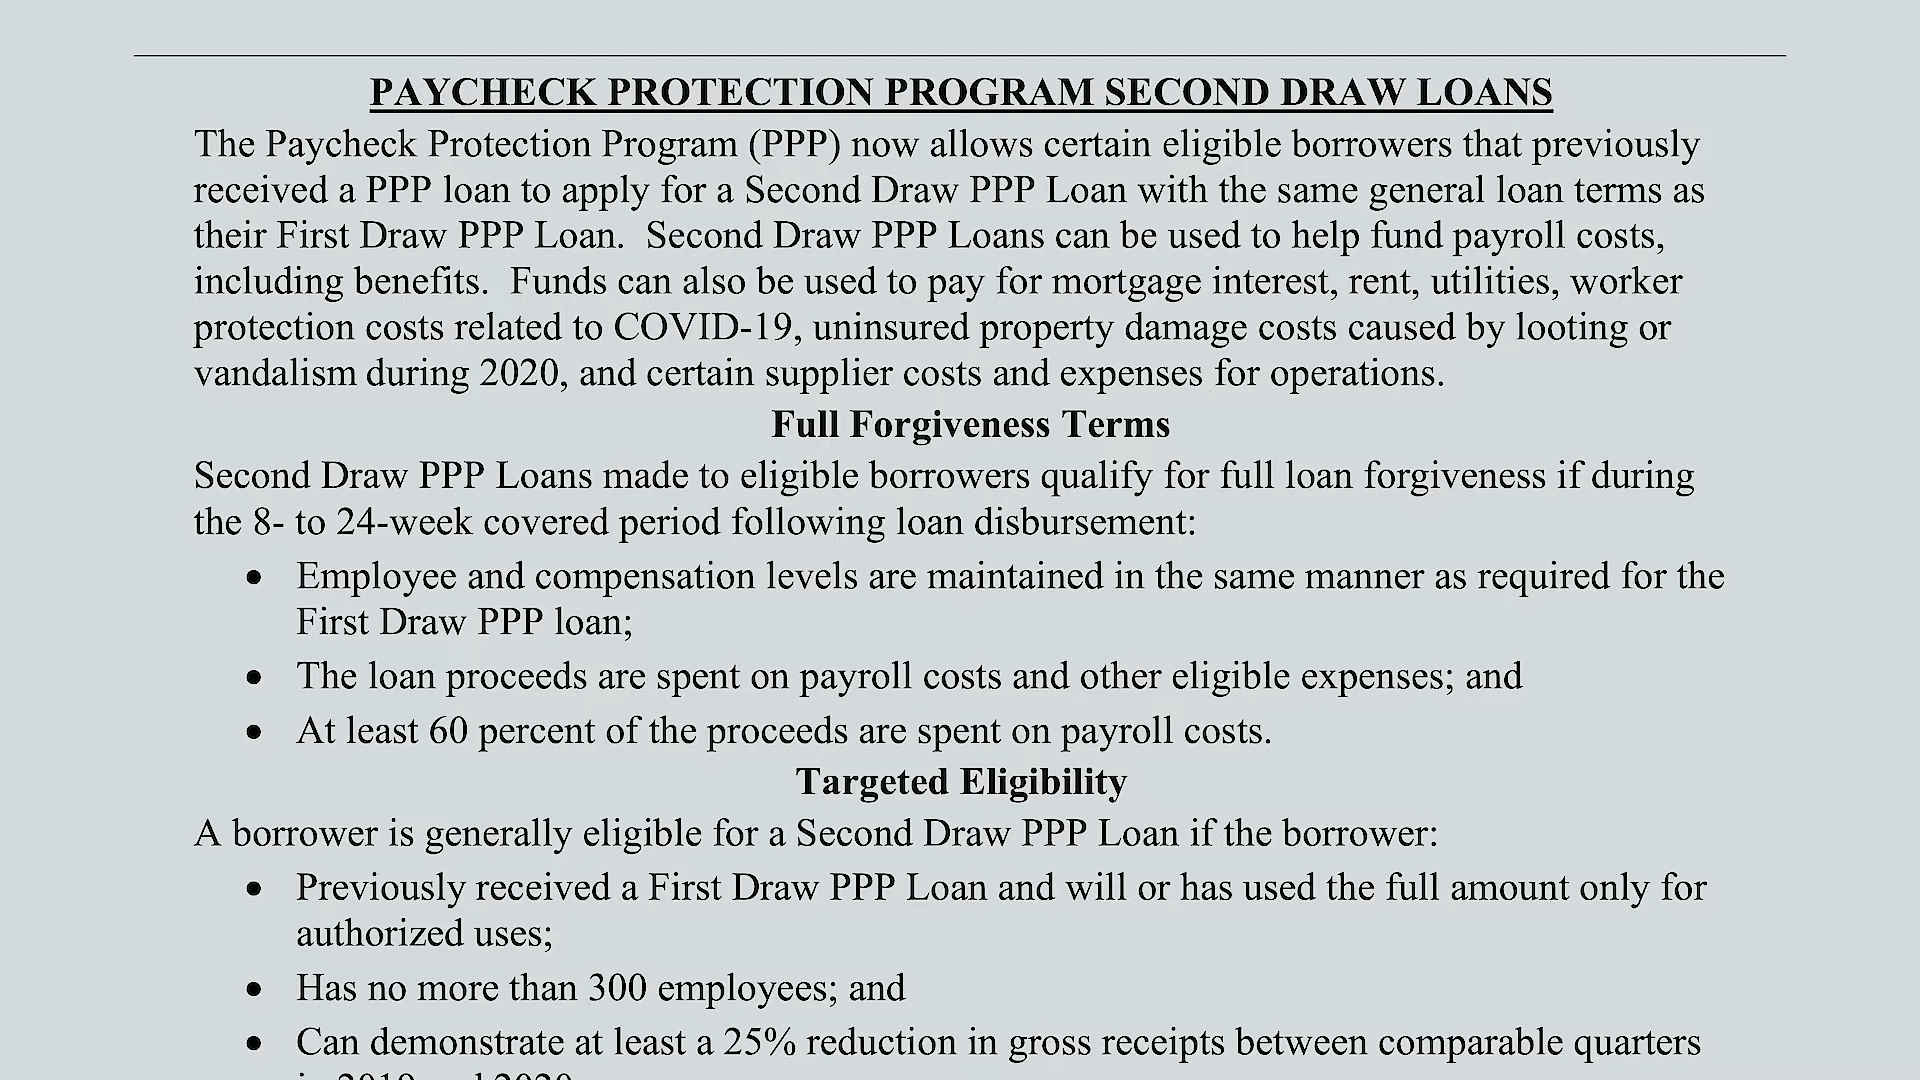 PAYCHECK PROTECTION PROGRAM SECOND DRAW LOANS
The Paycheck Protection Program (PPP) now allows certain eligible borrowers that previously
received a PPP loan to apply for a Second Draw PPP Loan with the same general loan terms as
their First Draw PPP Loan.  Second Draw PPP Loans can be used to help fund payroll costs,
including benefits.  Funds can also be used to pay for mortgage interest, rent, utilities, worker
protection costs related to COVID-19, uninsured property damage costs caused by looting or
vandalism during 2020, and certain supplier costs and expenses for operations.
Full Forgiveness Terms
Second Draw PPP Loans made to eligible borrowers qualify for full loan forgiveness if during
the 8- to 24-week covered period following loan disbursement:
• Employee and compensation levels are maintained in the same manner as required for the
First Draw PPP loan;
• The loan proceeds are spent on payroll costs and other eligible expenses; and
• At least 60 percent of the proceeds are spent on payroll costs.
Targeted Eligibility
A borrower is generally eligible for a Second Draw PPP Loan if the borrower:
• Previously received a First Draw PPP Loan and will or has used the full amount only for
authorized uses;
• Has no more than 300 employees; and
• Can demonstrate at least a 25% reduction in gross receipts between comparable quarters
in 2019 and 2020